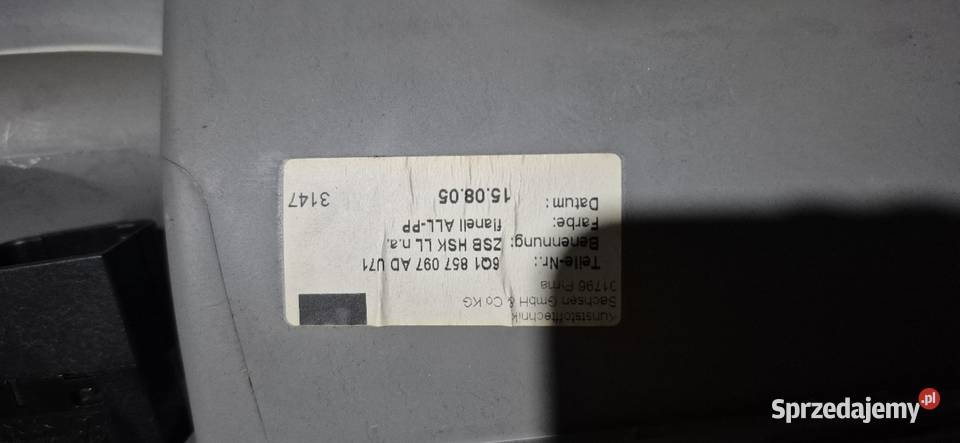 Kunststofftechnik
Sachsen GmbH & Co KG
01796 Pirna
Teile-Nr.: 6Q1 857 097 AD U71
Benennung: ZSB HSK LL n.a.
Farbe: flanell ALL-PP
Datum: 15.08.05 3147
Sprzedajemy.pl